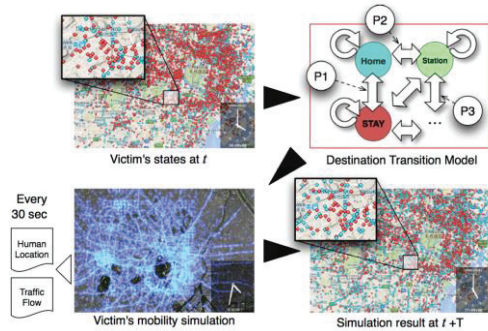 P2
Home
Station
P1
P3
STAY
...
Victim's states at t
Destination Transition Model
Every
30 sec
Human
Location
Traffic
Flow
Victim's mobility simulation
Simulation result at t +T